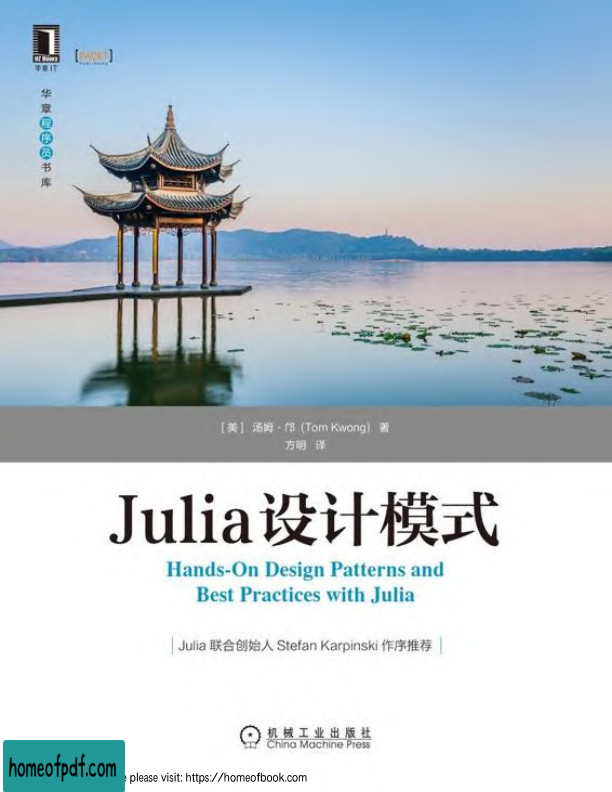 HZ Books
华章IT
[PACKT]
PUBLISHING
华章程序员书库
[美] 汤姆·邝 (Tom Kwong) 著
方明 译
Julia设计模式
Hands-On Design Patterns and
Best Practices with Julia
Julia 联合创始人 Stefan Karpinski 作序推荐
机械工业出版社
China Machine Press
homeofpdf.com
please visit: https://homeofbook.com